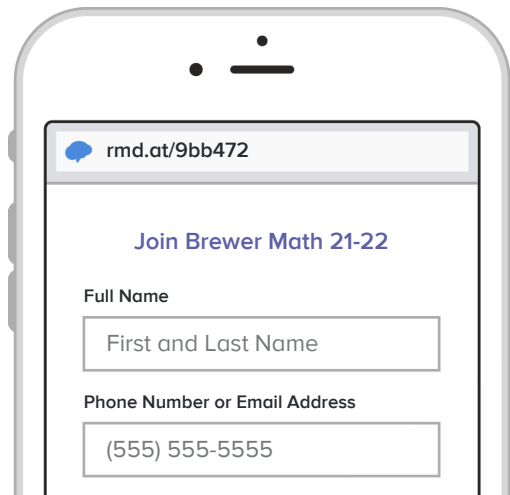 rmd.at/9bb472
Join Brewer Math 21-22
Full Name
First and Last Name
Phone Number or Email Address
(555) 555-5555